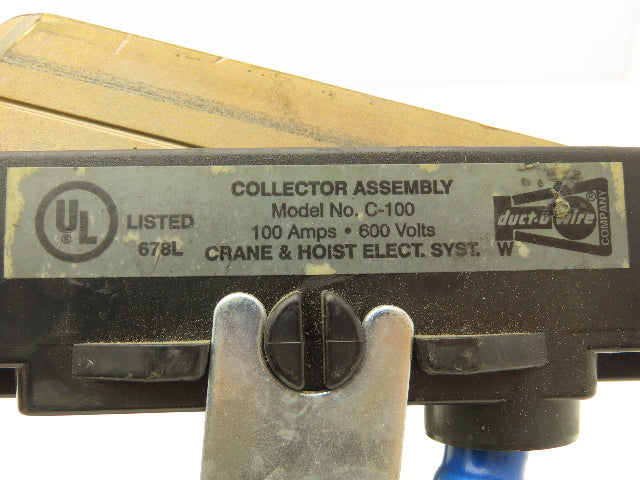 UL
®
LISTED
678L
COLLECTOR ASSEMBLY
Model No. C-100
100 Amps • 600 Volts
CRANE & HOIST ELECT. SYST. W
duct-o-wire ®
COMPANY